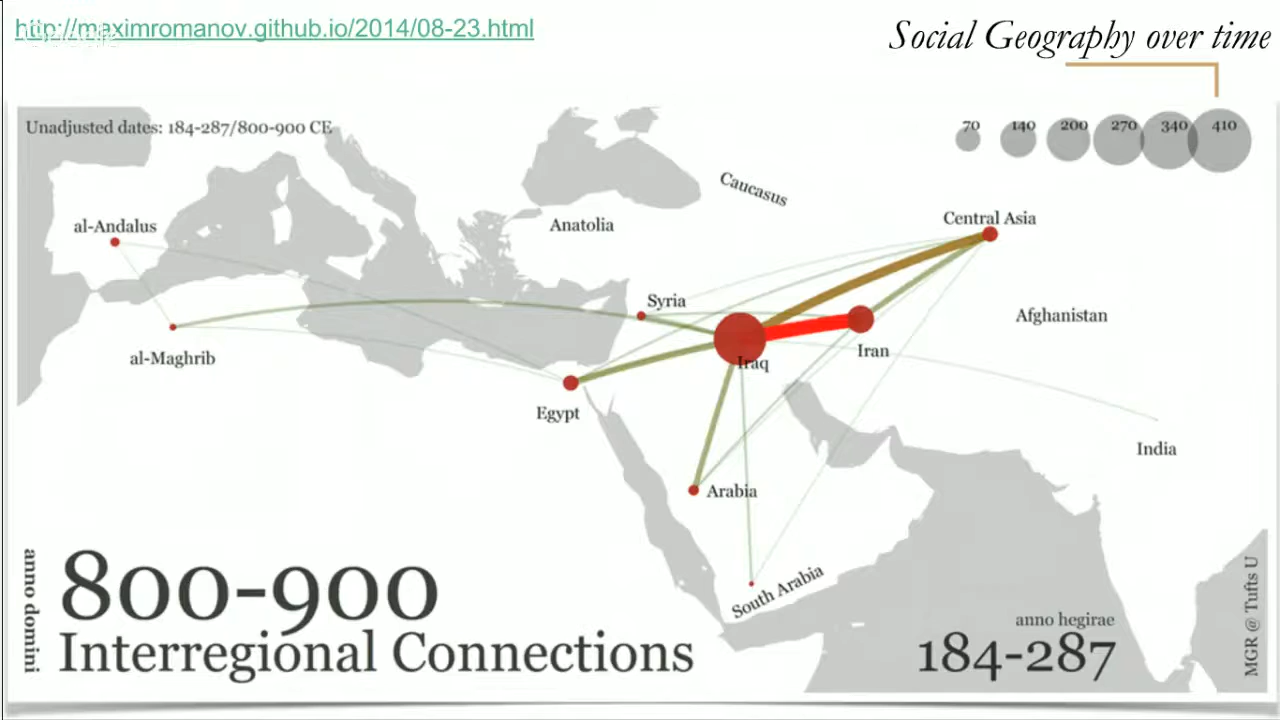 http://maximromanov.github.io/2014/08-23.html
Social Geography over time
Unadjusted dates: 184-287/800-900 CE
70 140 200 270 340 410
Caucasus
al-Andalus
Anatolia
Central Asia
Syria
Afghanistan
al-Maghrib
Iraq
Iran
Egypt
India
Arabia
South Arabia
anno domini
800-900
Interregional Connections
anno hegirae
184-287
MGR @ Tufts U